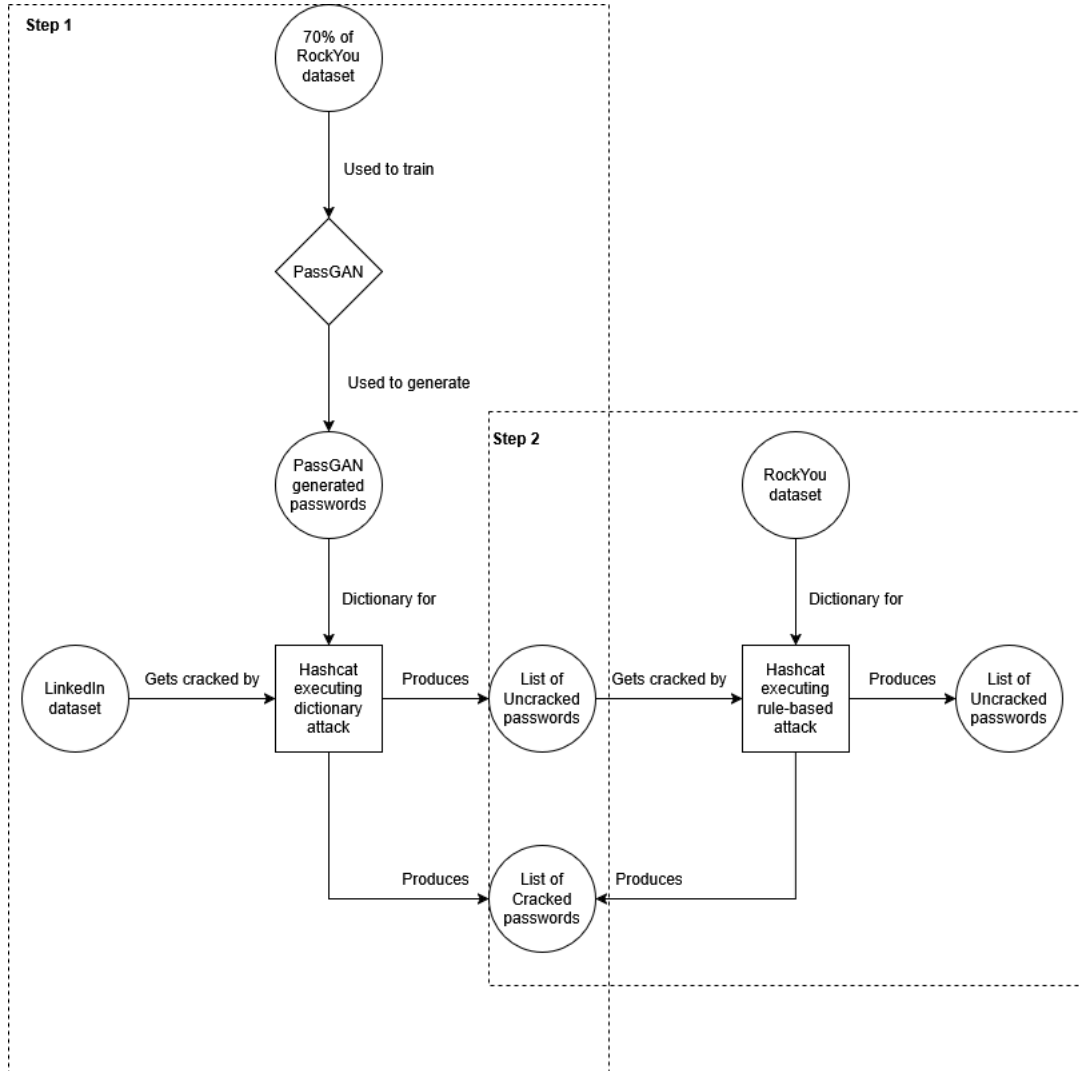 Step 1
70% of
RockYou
dataset
Used to train
PassGAN
Used to generate
Step 2
PassGAN
generated
passwords
RockYou
dataset
Dictionary for
Dictionary for
LinkedIn
dataset
Gets cracked by
Hashcat
executing
dictionary
attack
Produces
List of
Uncracked
passwords
Gets cracked by
Hashcat
executing
rule-based
attack
Produces
List of
Uncracked
passwords
Produces
List of
Cracked
passwords
Produces